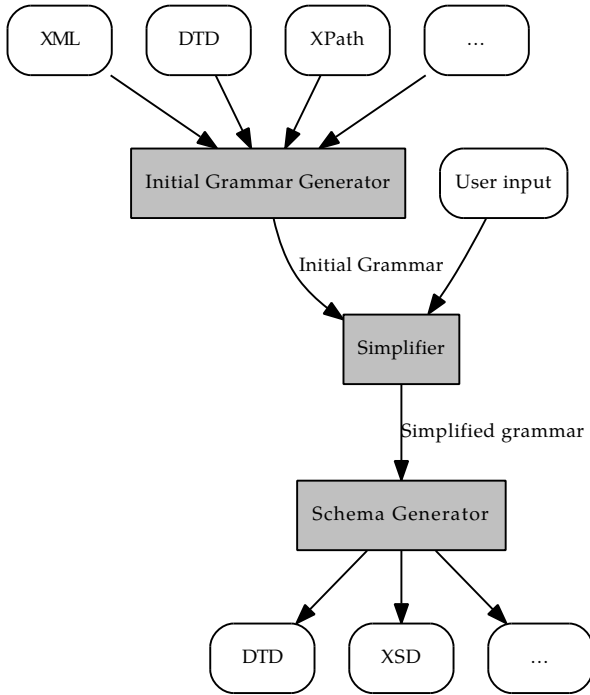 XML
DTD
XPath
...
Initial Grammar Generator
User input
Initial Grammar
Simplifier
Simplified grammar
Schema Generator
DTD
XSD
...